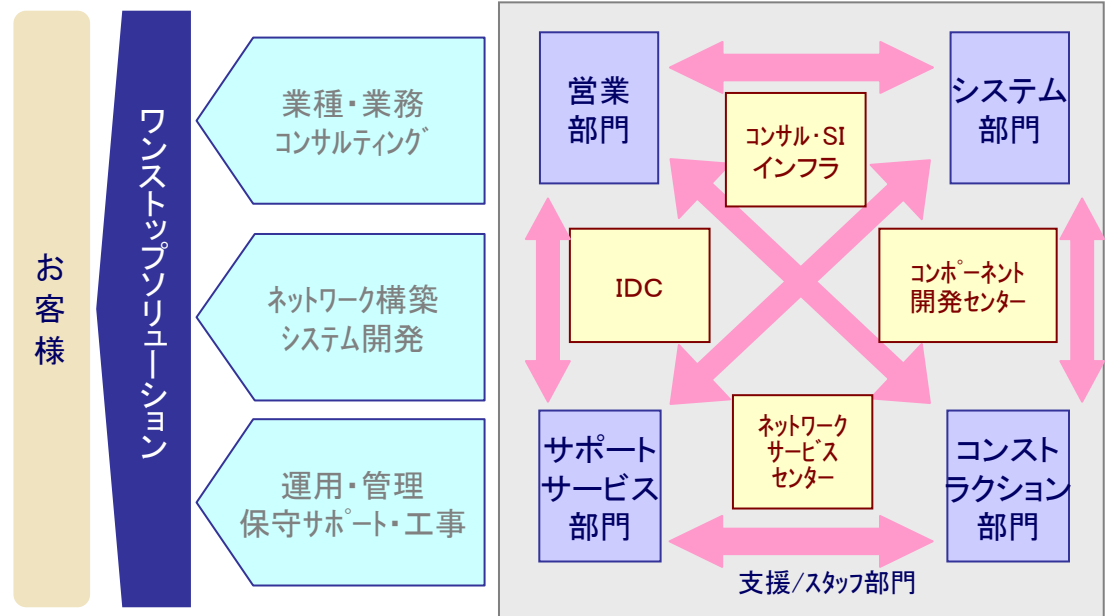 お客様
ワンストップソリューション
業種・業務
ｺﾝｻﾙﾃｨﾝｸﾞ
ﾈｯﾄﾜｰｸ構築
ｼｽﾃﾑ開発
運用・管理
保守ｻﾎﾟｰﾄ・工事
営業
部門
システム
部門
ｺﾝｻﾙ・SI
インフラ
IDC
ｺﾝﾎﾟｰﾈﾝﾄ
開発ｾﾝﾀｰ
ﾈｯﾄﾜｰｸ
ｻｰﾋﾞｽ
ｾﾝﾀｰ
サポート
サービス
部門
コンスト
ラクション
部門
支援/ｽﾀｯﾌ部門